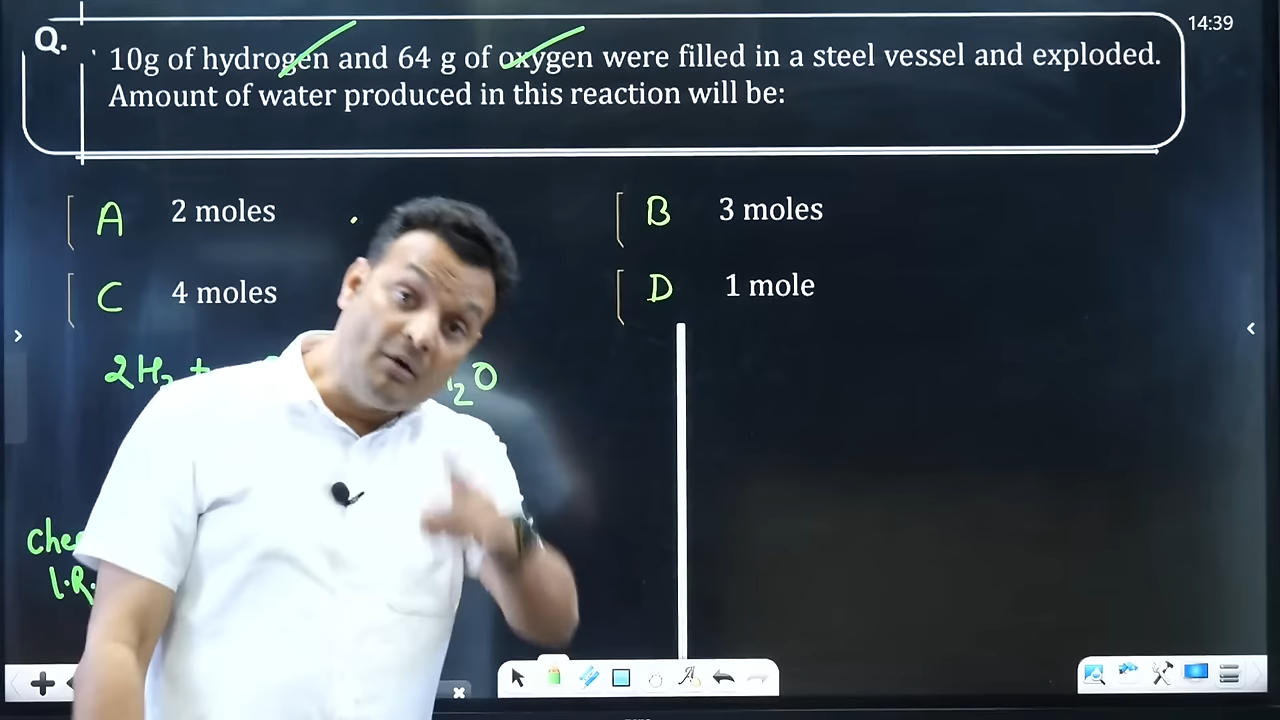 14:39
Q. 10g of hydrogen and 64 g of oxygen were filled in a steel vessel and exploded.
Amount of water produced in this reaction will be:
A 2 moles
B 3 moles
C 4 moles
D 1 mole
2H₂ +
₂O